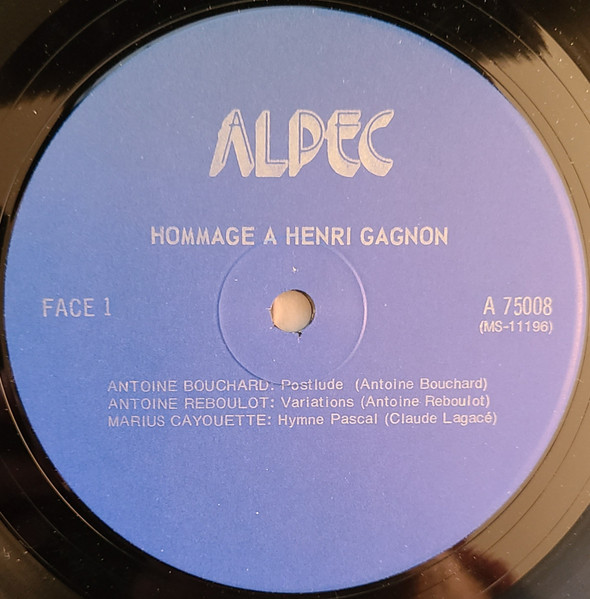 ALPEC
HOMMAGE A HENRI GAGNON
FACE 1
A 75008
(MS-11196)
ANTOINE BOUCHARD: Postlude (Antoine Bouchard)
ANTOINE REBOULOT: Variations (Antoine Reboulot)
MARIUS CAYOUETTE: Hymne Pascal (Claude Lagacé)